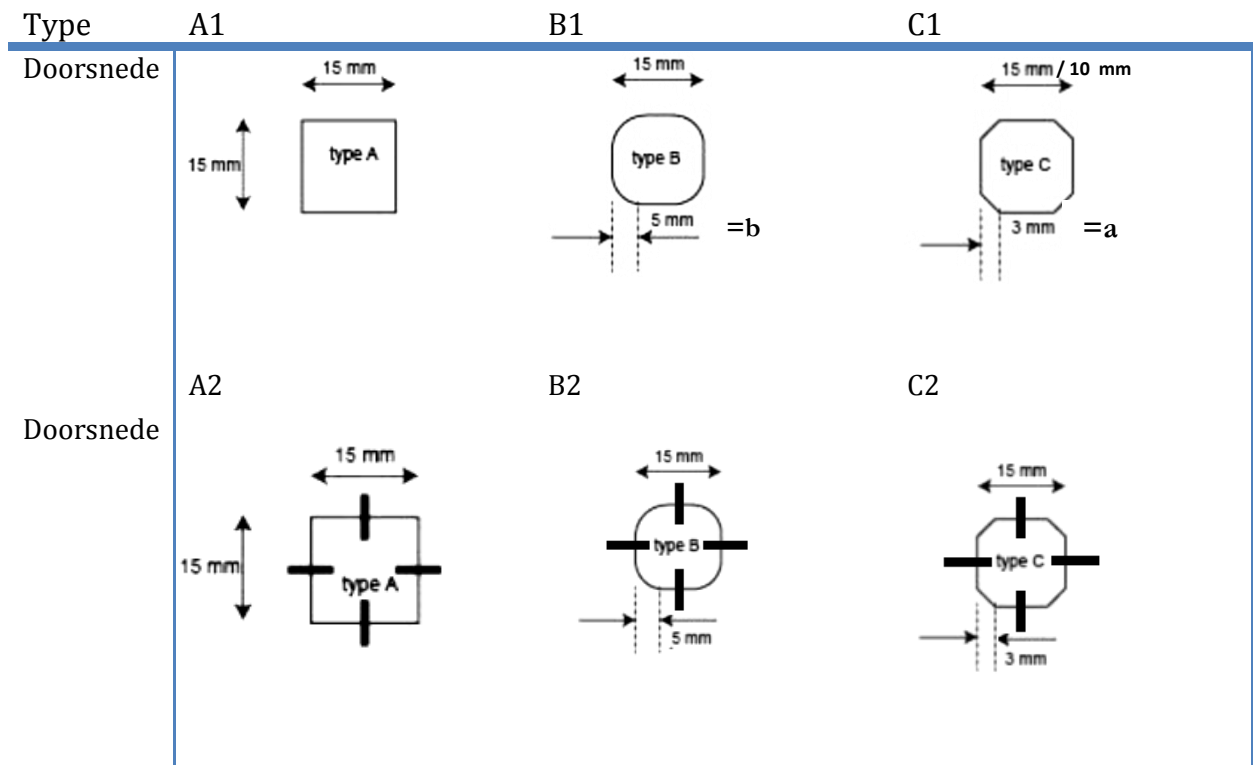 Type A1 B1 C1
Doorsnede
15 mm 15 mm 15 mm / 10 mm
15 mm type A type B type C
5 mm =b 3 mm =a
A2 B2 C2
Doorsnede
15 mm 15 mm 15 mm
15 mm type A type B type C
5 mm 3 mm